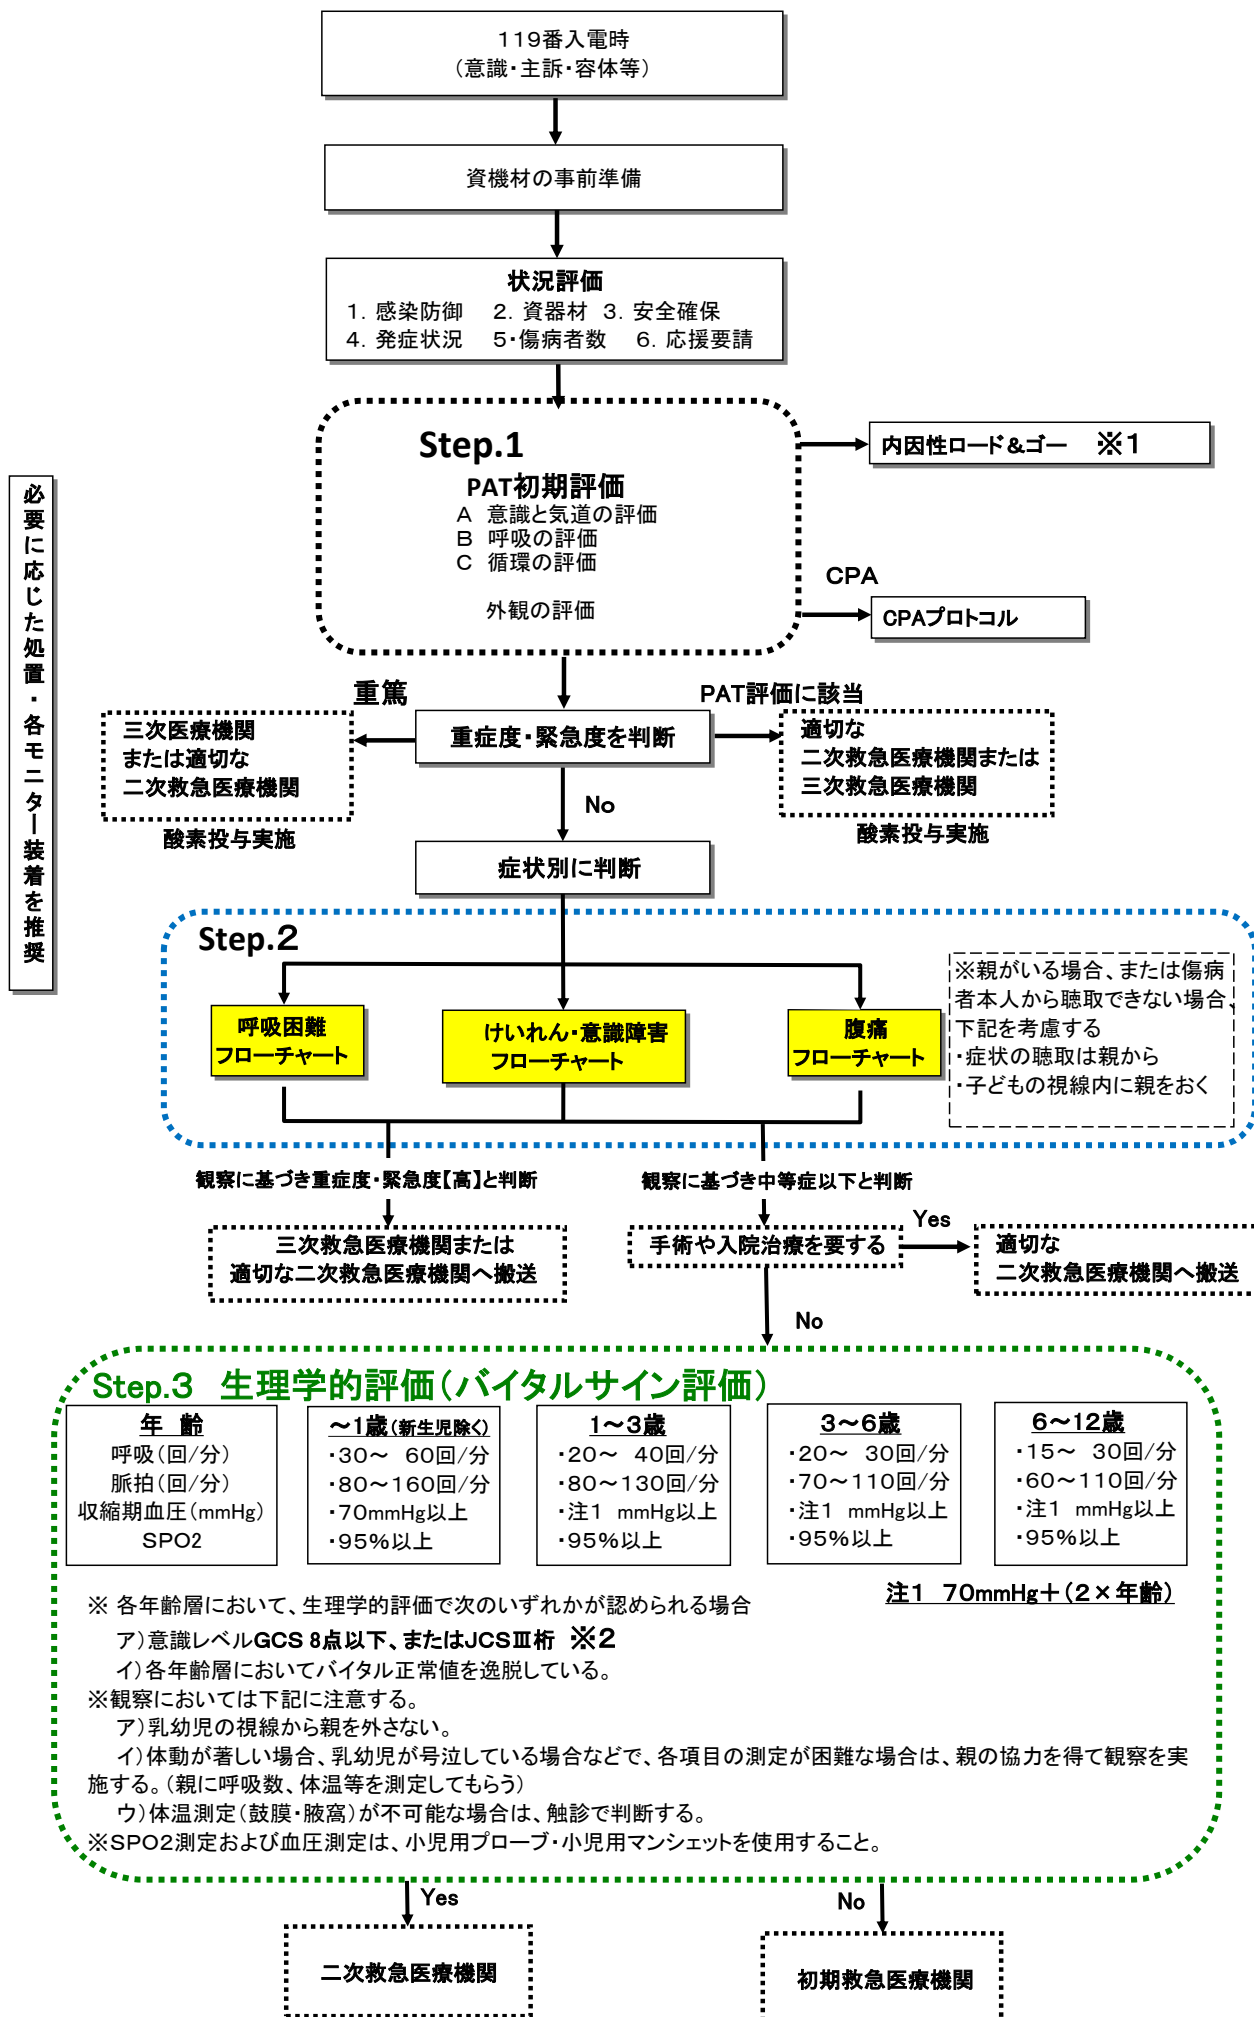 119番入電時
(意識・主訴・容体等)
資機材の事前準備
状況評価
1. 感染防御　2. 資器材　3. 安全確保
4. 発症状況　5・傷病者数　6. 応援要請
Step.1
PAT初期評価
A 意識と気道の評価
B 呼吸の評価
C 循環の評価
外観の評価
内因性ロード&ゴー　※1
CPA
CPAプロトコル
必要に応じた処置・各モニター装着を推奨
重篤
PAT評価に該当
三次医療機関
または適切な
二次救急医療機関
酸素投与実施
重症度・緊急度を判断
適切な
二次救急医療機関または
三次救急医療機関
酸素投与実施
No
症状別に判断
Step.2
呼吸困難
フローチャート
けいれん・意識障害
フローチャート
腹痛
フローチャート
※親がいる場合、または傷病
者本人から聴取できない場合、
下記を考慮する
・症状の聴取は親から
・子どもの視線内に親をおく
観察に基づき重症度・緊急度【高】と判断
観察に基づき中等症以下と判断
三次救急医療機関または
適切な二次救急医療機関へ搬送
手術や入院治療を要する
Yes
適切な
二次救急医療機関へ搬送
No
Step.3　生理学的評価(バイタルサイン評価)
年 齢
呼吸(回/分)
脈拍(回/分)
収縮期血圧(mmHg)
SPO2
～1歳(新生児除く)
・30～ 60回/分
・80～160回/分
・70mmHg以上
・95%以上
1～3歳
・20～ 40回/分
・80～130回/分
・注1 mmHg以上
・95%以上
3～6歳
・20～ 30回/分
・70～110回/分
・注1 mmHg以上
・95%以上
6～12歳
・15～ 30回/分
・60～110回/分
・注1 mmHg以上
・95%以上
注1 70mmHg+(2×年齢)
※ 各年齢層において、生理学的評価で次のいずれかが認められる場合
ア)意識レベルGCS 8点以下、またはJCSⅢ桁 ※2
イ)各年齢層においてバイタル正常値を逸脱している。
※観察においては下記に注意する。
ア)乳幼児の視線から親を外さない。
イ)体動が著しい場合、乳幼児が号泣している場合などで、各項目の測定が困難な場合は、親の協力を得て観察を実
施する。(親に呼吸数、体温等を測定してもらう)
ウ)体温測定(鼓膜・腋窩)が不可能な場合は、触診で判断する。
※SPO2測定および血圧測定は、小児用プローブ・小児用マンシェットを使用すること。
Yes
No
二次救急医療機関
初期救急医療機関